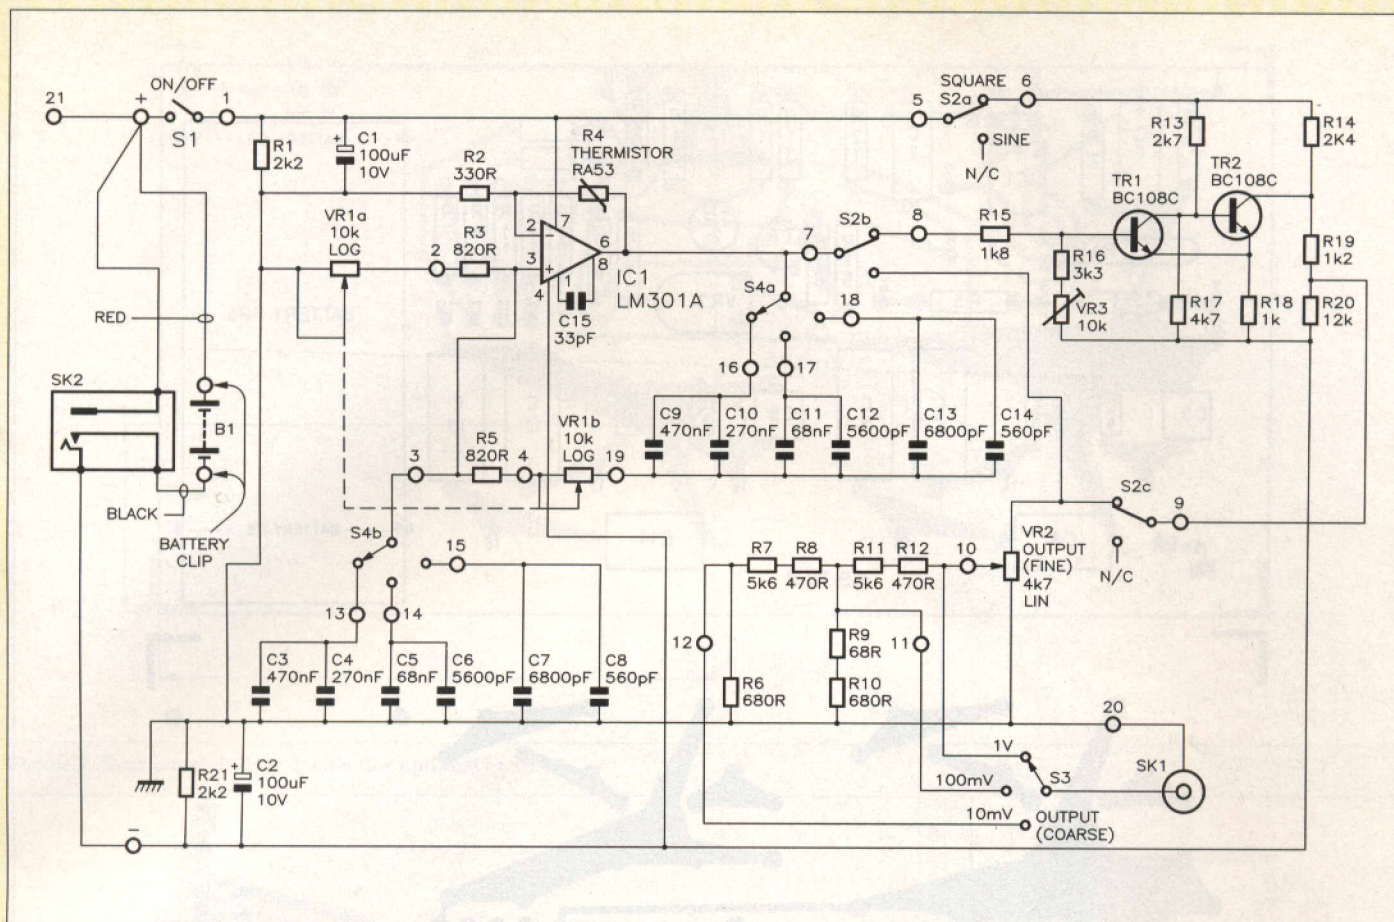 ON/OFF
21
+
1
S1
R1
2k2
C1
100uF
10V
R2
330R
R4
THERMISTOR
RA53
VR1a
10k
LOG
2
R3
820R
2
3
4
7
6
8
1
−
+
IC1
LM301A
C15
33pF
5
SQUARE
S2a
6
SINE
N/C
R13
2k7
R14
2K4
TR1
BC108C
TR2
BC108C
7
S2b
8
R15
1k8
R16
3k3
VR3
10k
R17
4k7
R18
1k
R19
1k2
R20
12k
S4a
18
16
17
RED
SK2
B1
BLACK
BATTERY
CLIP
3
R5
820R
4
VR1b
10k
LOG
19
C9
470nF
C10
270nF
C11
68nF
C12
5600pF
C13
6800pF
C14
560pF
S4b
15
13
14
C3
470nF
C4
270nF
C5
68nF
C6
5600pF
C7
6800pF
C8
560pF
S2c
9
N/C
R7
5k6
R8
470R
R11
5k6
R12
470R
10
VR2
OUTPUT
(FINE)
4k7
LIN
12
R9
68R
11
R6
680R
R10
680R
20
R21
2k2
+
C2
100uF
10V
−
1V
100mV
10mV
S3
OUTPUT
(COARSE)
SK1